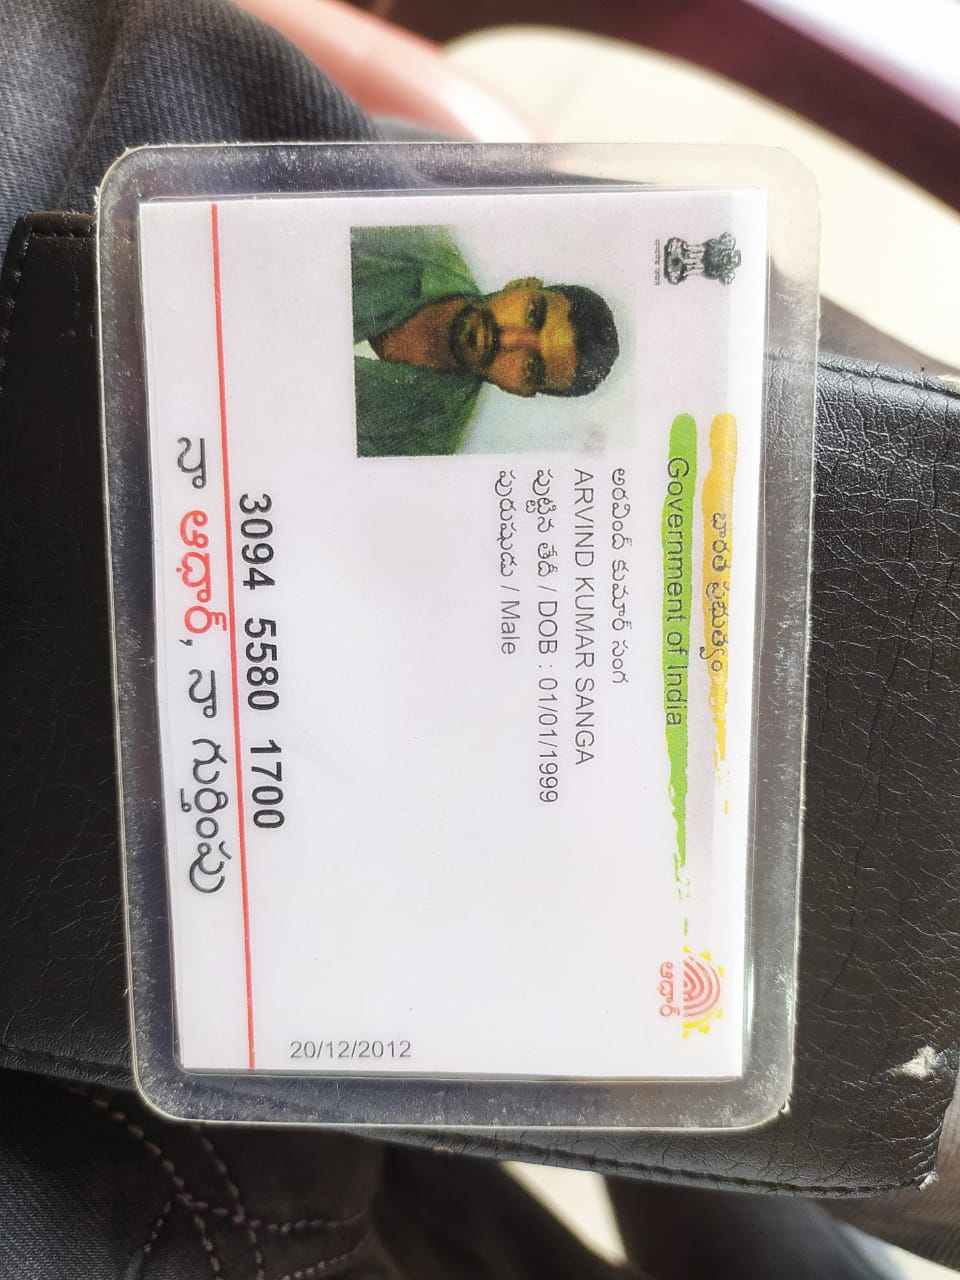 భారత ప్రభుత్వం
Government of India
అరవింద్ కుమార్ సంగ
ARVIND KUMAR SANGA
పుట్టిన తేదీ / DOB : 01/01/1999
పురుషుడు / Male
ఆధార్
3094 5580 1700
20/12/2012
నా ఆధార్, నా గుర్తింపు